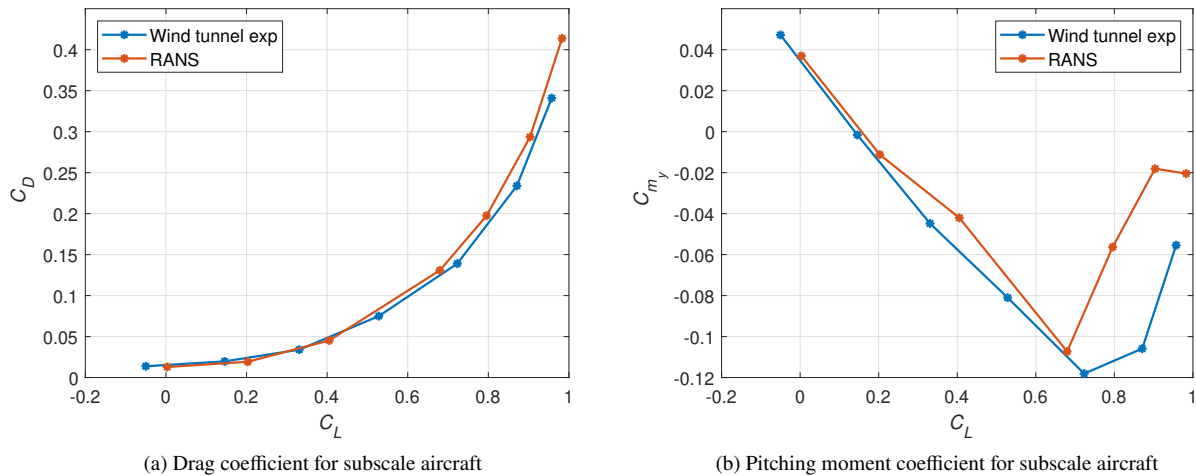 Wind tunnel exp
RANS
0.4
0.35
0.3
0.25
0.2
0.15
0.1
0.05
0
C_D
-0.2 0 0.2 0.4 0.6 0.8 1
C_L
(a) Drag coefficient for subscale aircraft
Wind tunnel exp
RANS
0.04
0.02
0
-0.02
-0.04
-0.06
-0.08
-0.1
-0.12
C_{m_y}
-0.2 0 0.2 0.4 0.6 0.8 1
C_L
(b) Pitching moment coefficient for subscale aircraft